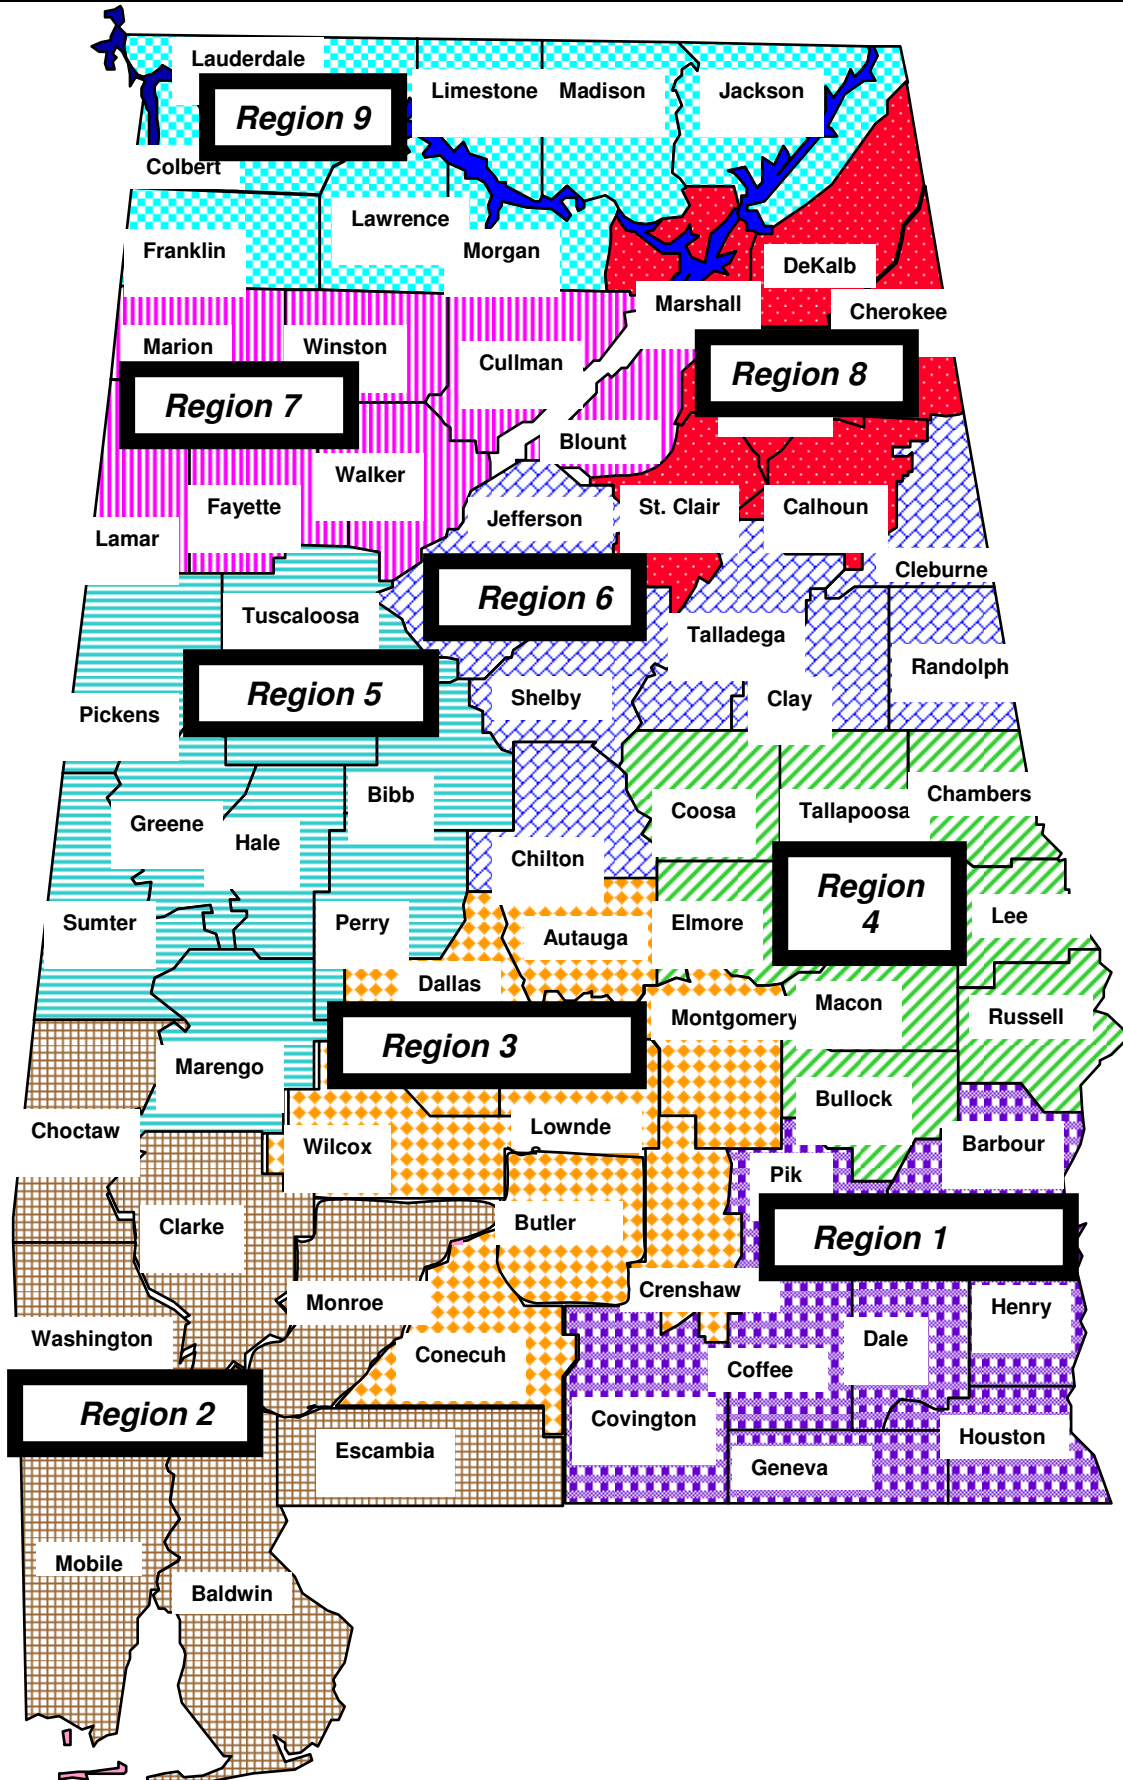 Lauderdale
Region 9
Limestone
Madison
Jackson
Colbert
Lawrence
Franklin
Morgan
DeKalb
Marshall
Cherokee
Marion
Winston
Cullman
Region 8
Region 7
Blount
Walker
Fayette
Jefferson
St. Clair
Calhoun
Lamar
Cleburne
Region 6
Tuscaloosa
Talladega
Randolph
Region 5
Shelby
Clay
Pickens
Bibb
Chambers
Coosa
Tallapoosa
Greene
Hale
Chilton
Region
4
Sumter
Perry
Autauga
Elmore
Lee
Dallas
Macon
Montgomery
Russell
Region 3
Marengo
Bullock
Choctaw
Lownde
Wilcox
Barbour
Pik
Clarke
Butler
Region 1
Crenshaw
Monroe
Henry
Washington
Dale
Conecuh
Coffee
Region 2
Covington
Escambia
Houston
Geneva
Mobile
Baldwin